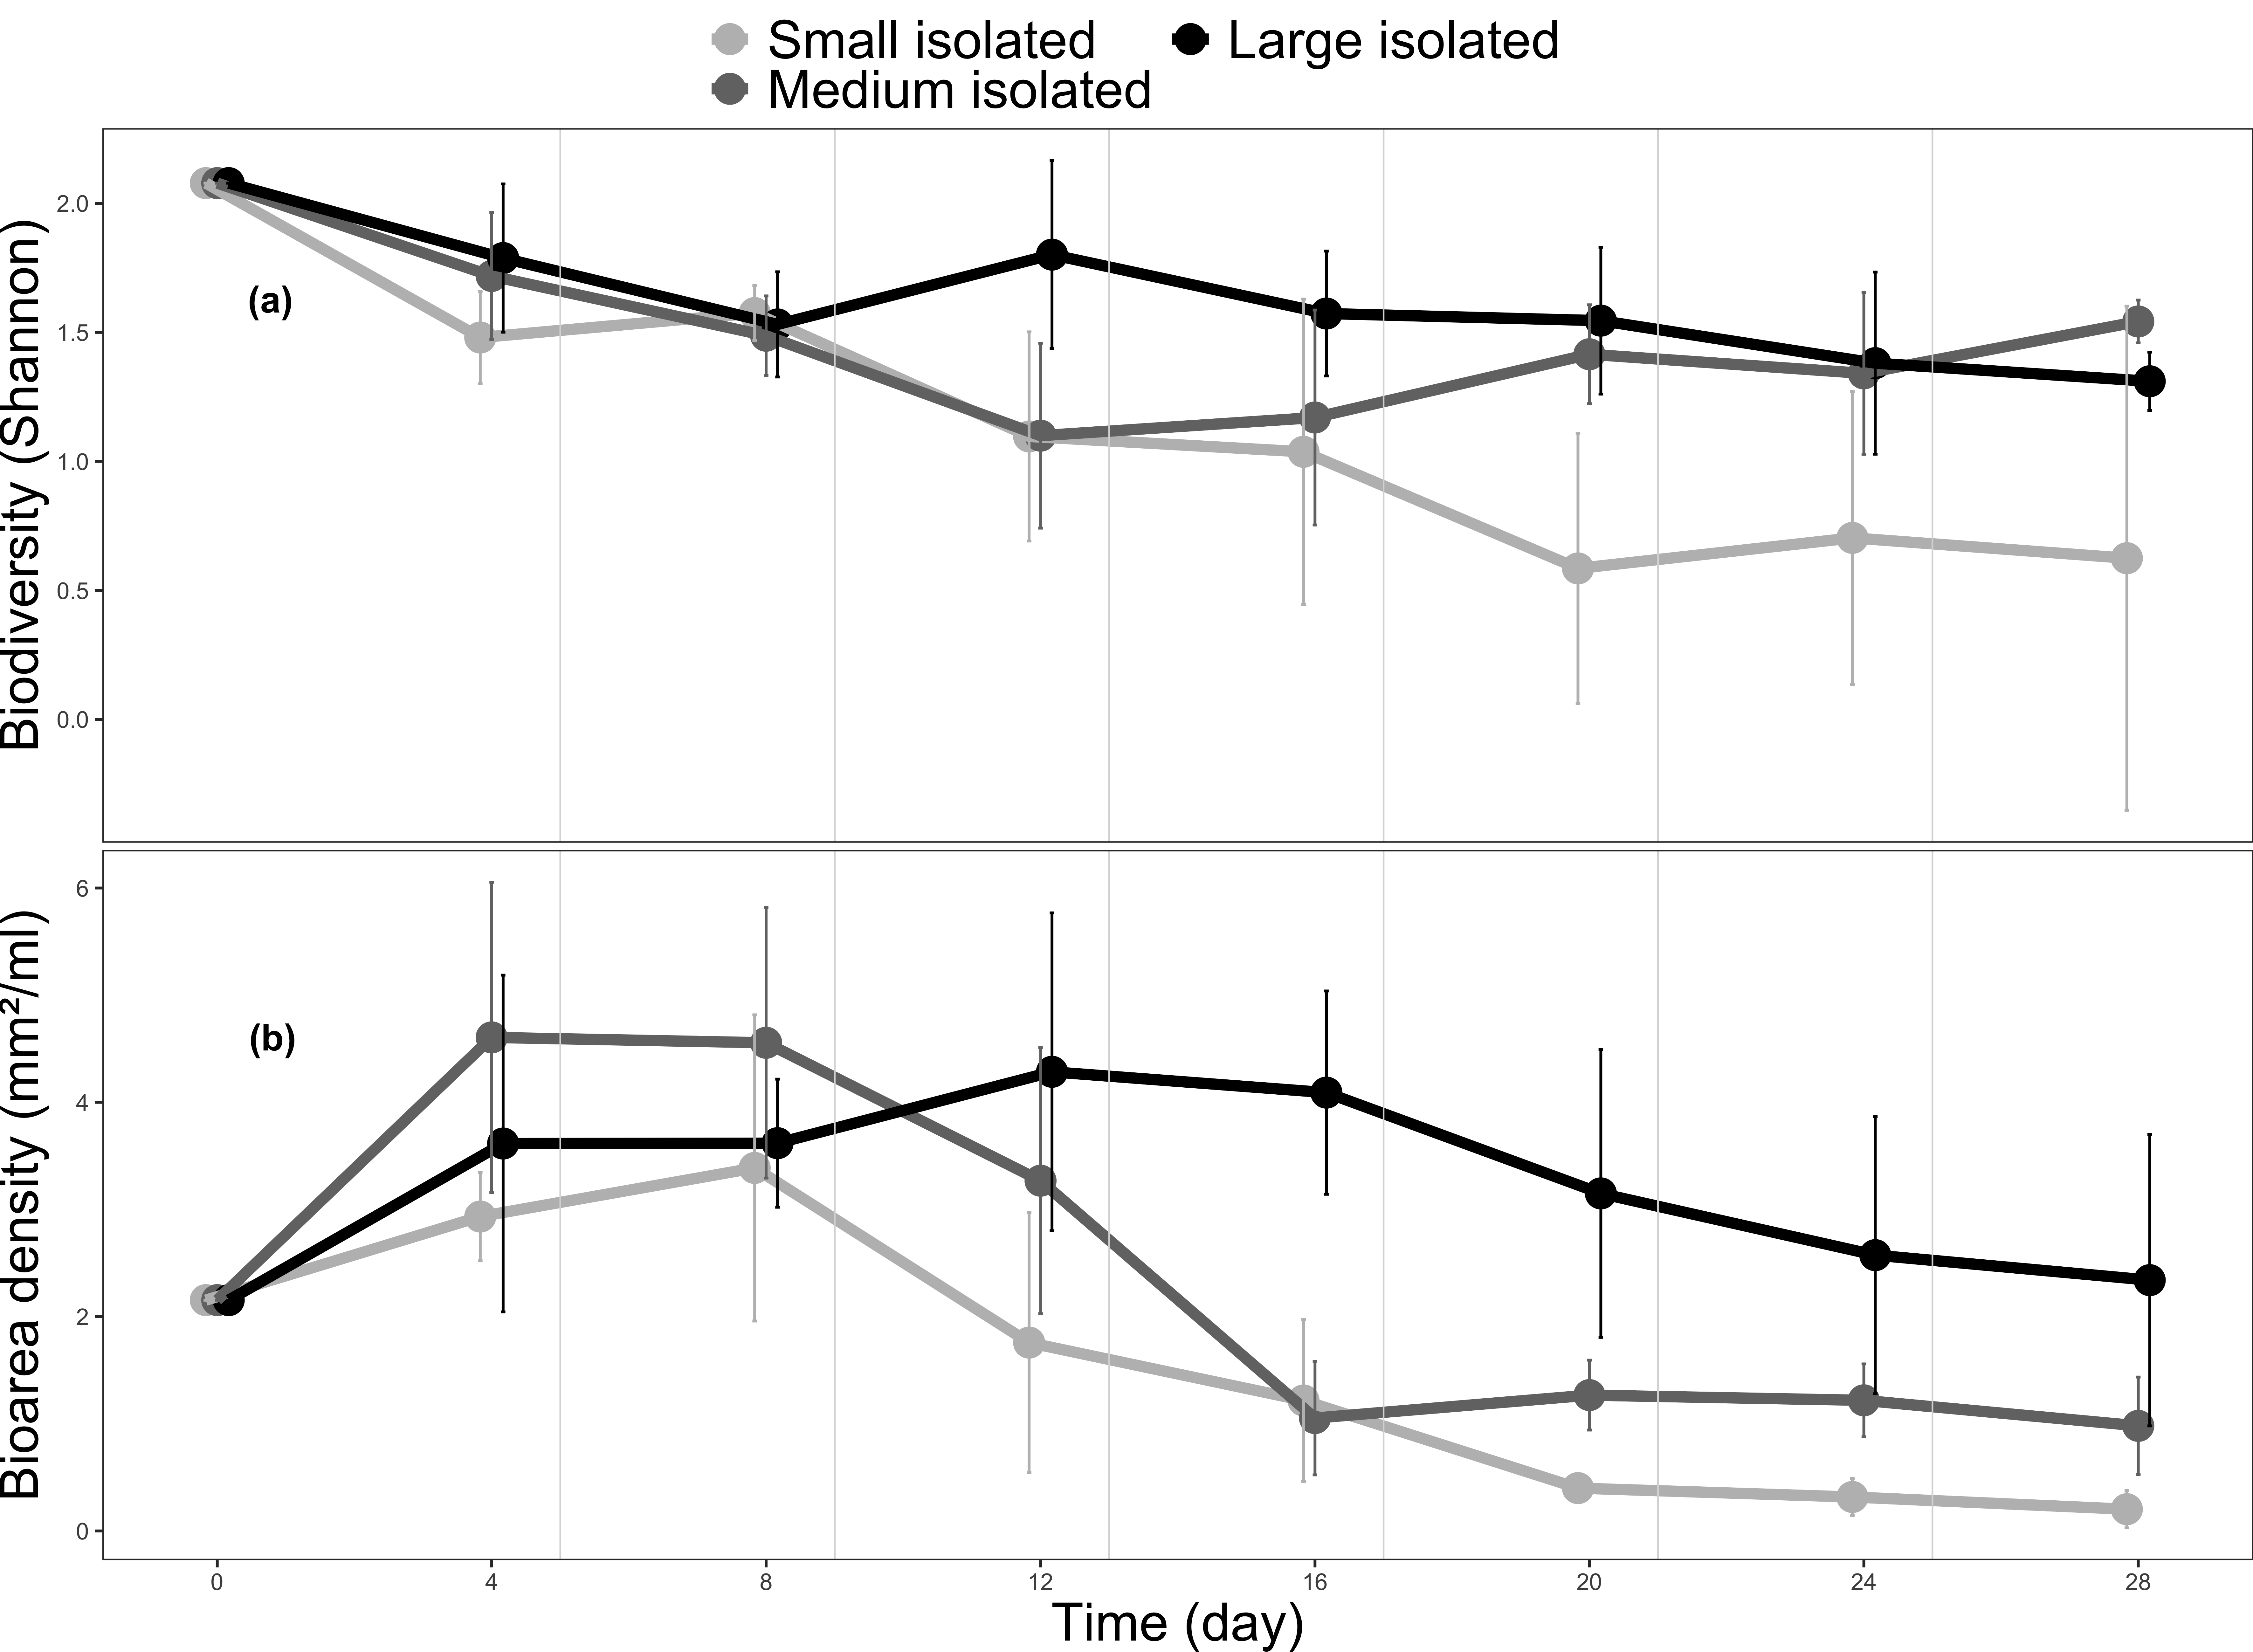 Small isolated
Large isolated
Medium isolated
Biodiversity (Shannon)
2.0
1.5
1.0
0.5
0.0
(a)
Bioarea density (mm²/ml)
6
4
2
0
(b)
0 4 8 12 16 20 24 28
Time (day)